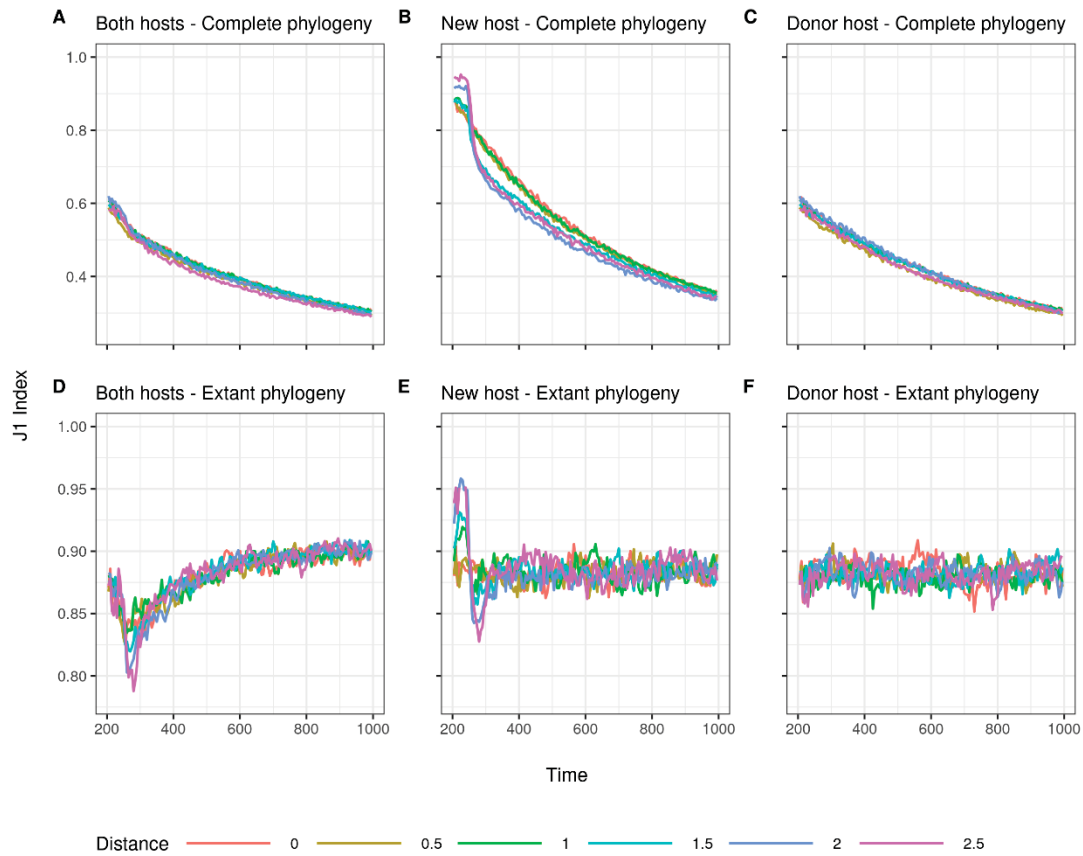 A Both hosts - Complete phylogeny
B New host - Complete phylogeny
C Donor host - Complete phylogeny
1.0
0.8
0.6
0.4
D Both hosts - Extant phylogeny
E New host - Extant phylogeny
F Donor host - Extant phylogeny
J1 Index
1.00
0.95
0.90
0.85
0.80
200 400 600 800 1000
200 400 600 800 1000
200 400 600 800 1000
Time
Distance 0 0.5 1 1.5 2 2.5